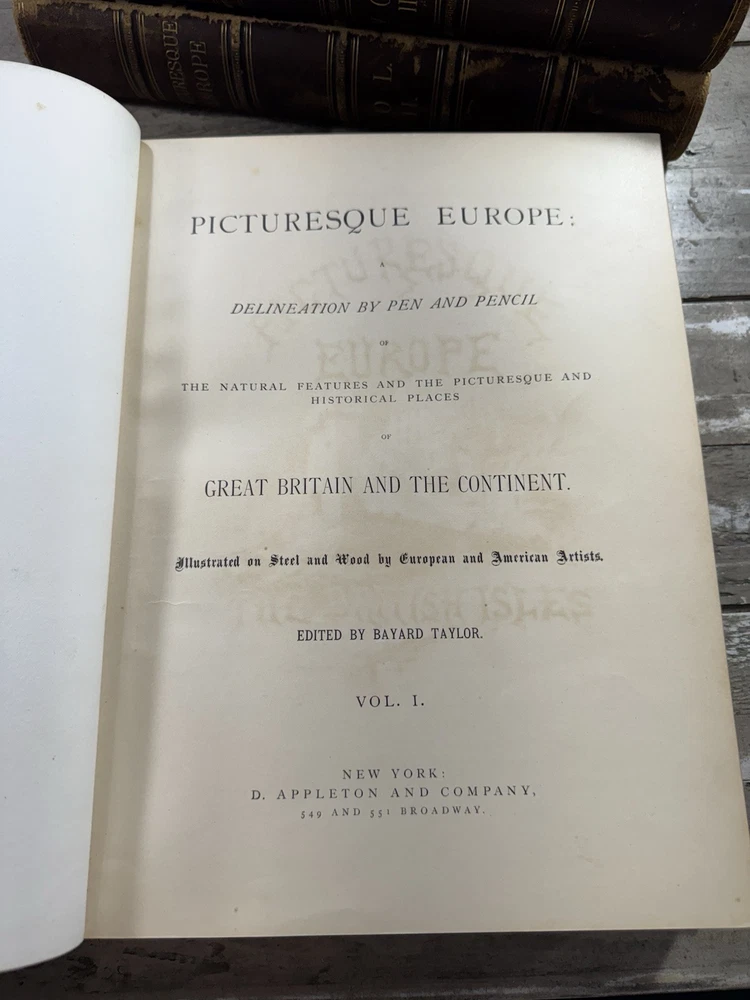 PICTURESQUE
EUROPE
VOL
II
PICTURESQUE EUROPE:
A
DELINEATION BY PEN AND PENCIL
OF
THE NATURAL FEATURES AND THE PICTURESQUE AND
HISTORICAL PLACES
OF
GREAT BRITAIN AND THE CONTINENT.
Illustrated on Steel and Wood by European and American Artists.
EDITED BY BAYARD TAYLOR.
VOL. I.
NEW YORK:
D. APPLETON AND COMPANY,
549 AND 551 BROADWAY.